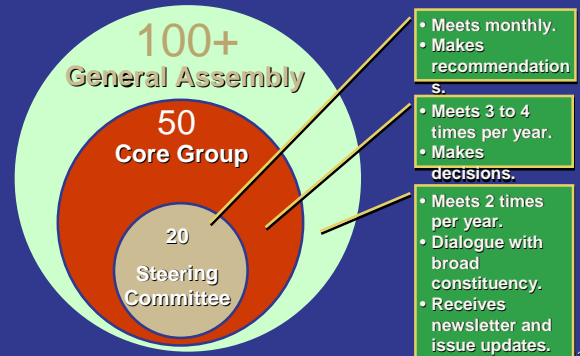 100+
General Assembly
50
Core Group
20
Steering
Committee
• Meets monthly.
• Makes
recommendation
s.
• Meets 3 to 4
times per year.
• Makes
decisions.
• Meets 2 times
per year.
• Dialogue with
broad
constituency.
• Receives
newsletter and
issue updates.